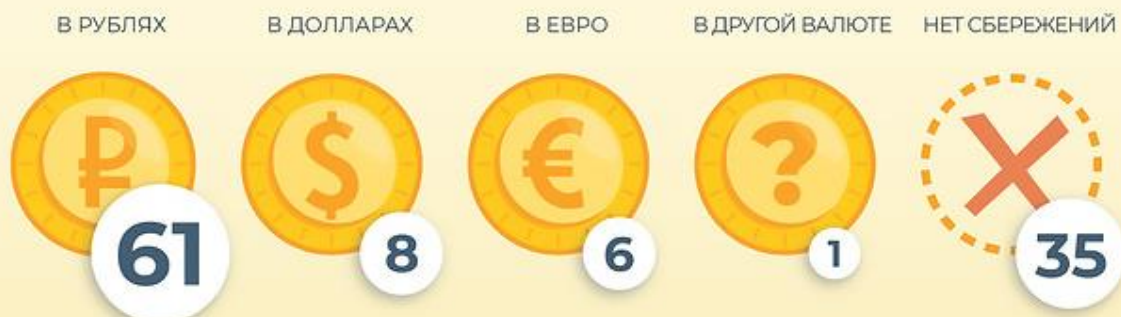 В РУБЛЯХ В ДОЛЛАРАХ В ЕВРО В ДРУГОЙ ВАЛЮТЕ НЕТ СБЕРЕЖЕНИЙ
₽ $ € ?
61 8 6 1 35